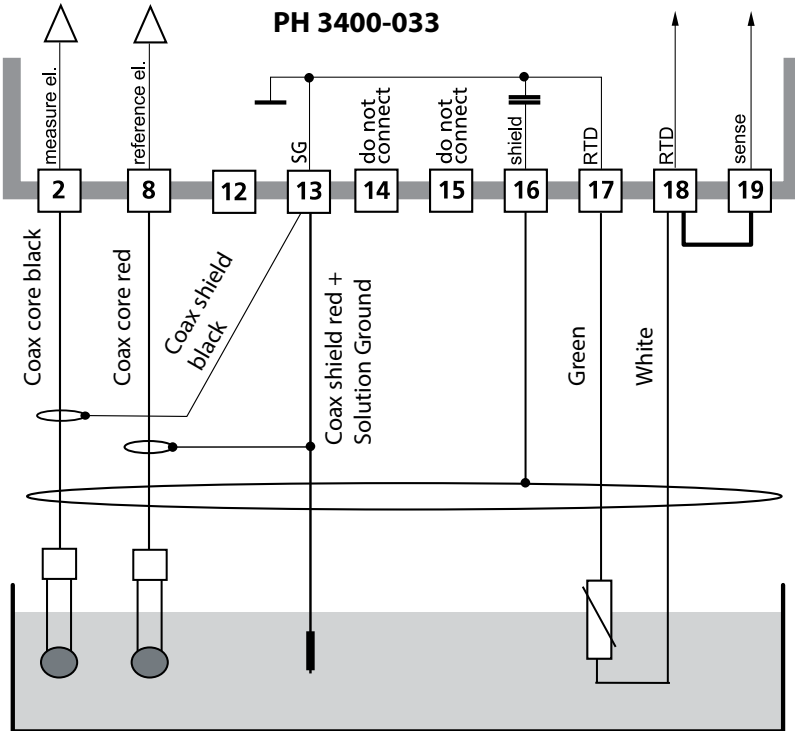 PH 3400-033
measure el.
reference el.
SG
do not
connect
do not
connect
shield
RTD
RTD
sense
2
8
12
13
14
15
16
17
18
19
Coax core black
Coax core red
Coax shield
black
Coax shield red +
Solution Ground
Green
White